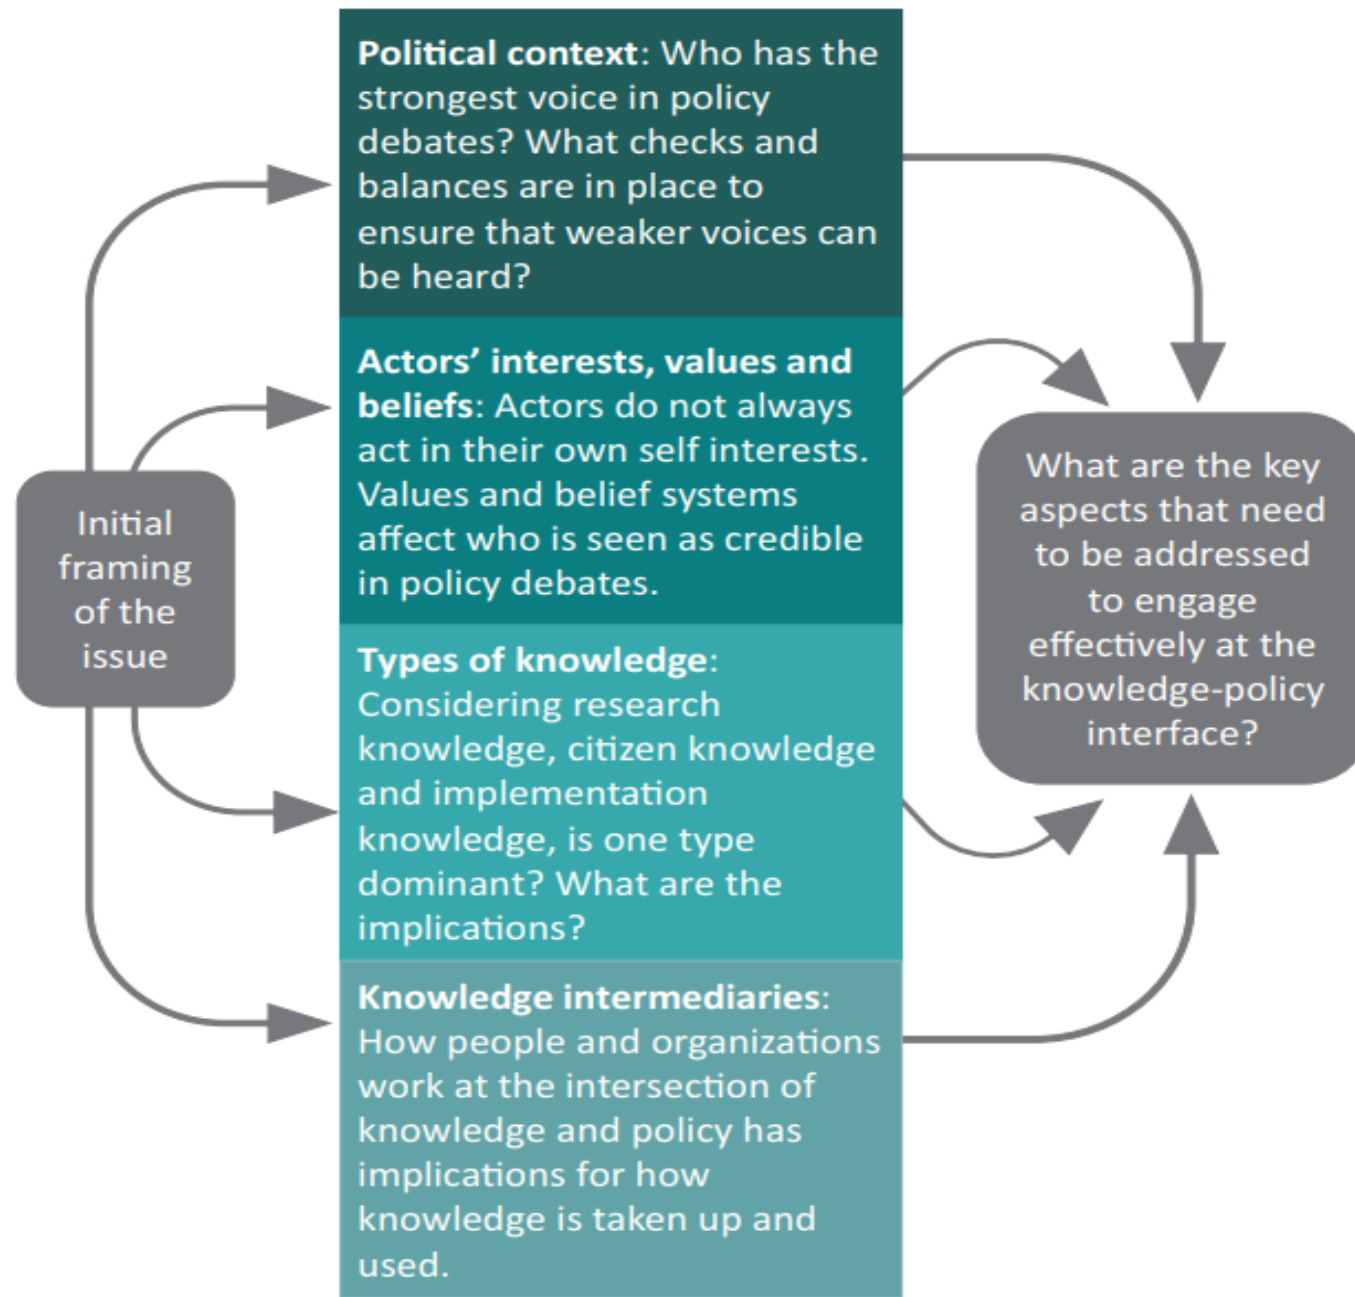 Initial
framing
of the
issue
Political context: Who has the
strongest voice in policy
debates? What checks and
balances are in place to
ensure that weaker voices can
be heard?
Actors’ interests, values and
beliefs: Actors do not always
act in their own self interests.
Values and belief systems
affect who is seen as credible
in policy debates.
Types of knowledge:
Considering research
knowledge, citizen knowledge
and implementation
knowledge, is one type
dominant? What are the
implications?
Knowledge intermediaries:
How people and organizations
work at the intersection of
knowledge and policy has
implications for how
knowledge is taken up and
used.
What are the key
aspects that need
to be addressed
to engage
effectively at the
knowledge-policy
interface?